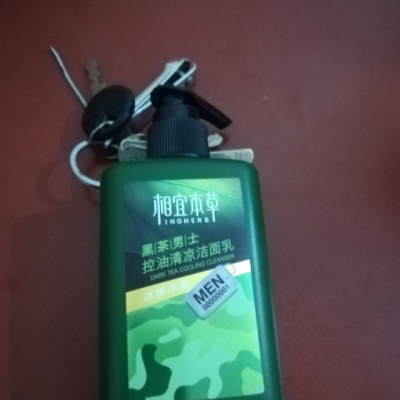 相宜本草
INOHERB
黑茶男士
控油清凉洁面乳
DARK TEA COOLING CLEANSER
MEN
00000001